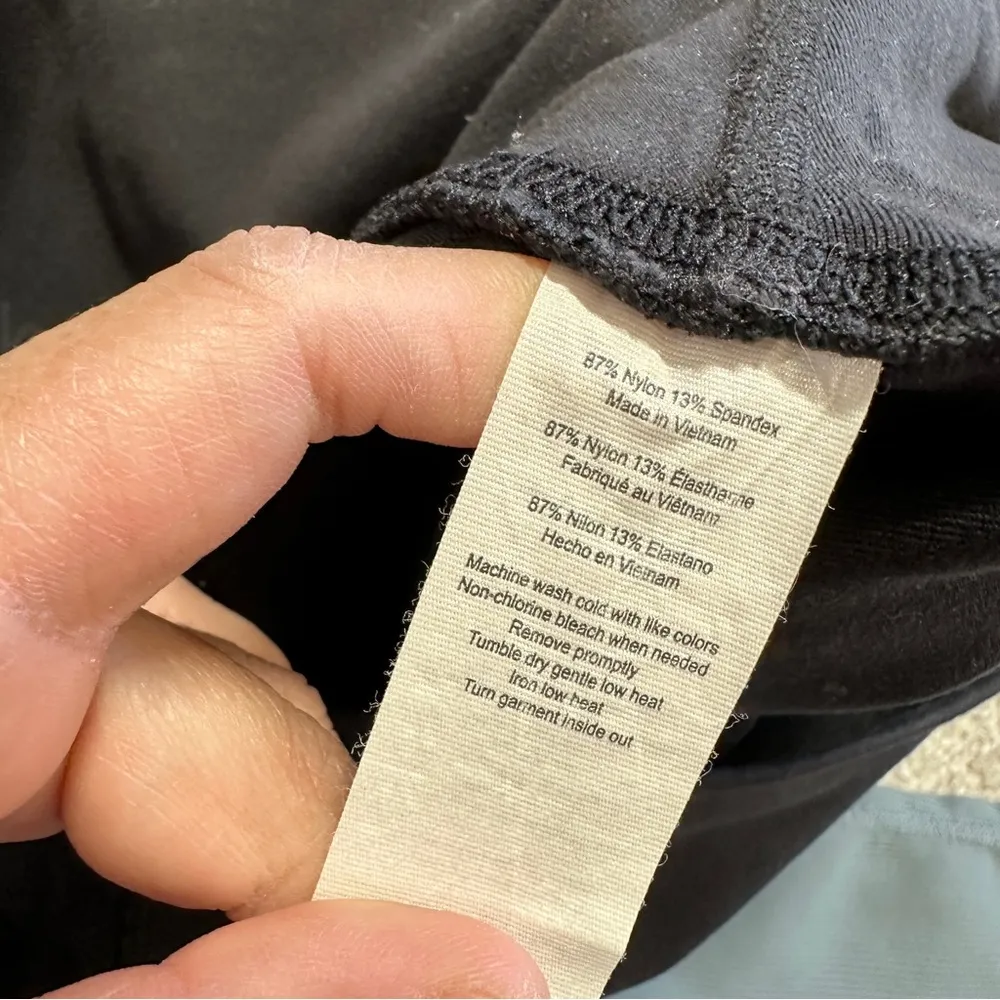 87% Nylon 13% Spandex
Made in Vietnam
87% Nylon 13% Élasthanne
Fabriqué au Viêtnam
87% Nilon 13% Elastano
Hecho en Vietnam
Machine wash cold with like colors
Non-chlorine bleach when needed
Remove promptly
Tumble dry gentle low heat
Iron low heat
Turn garment inside out